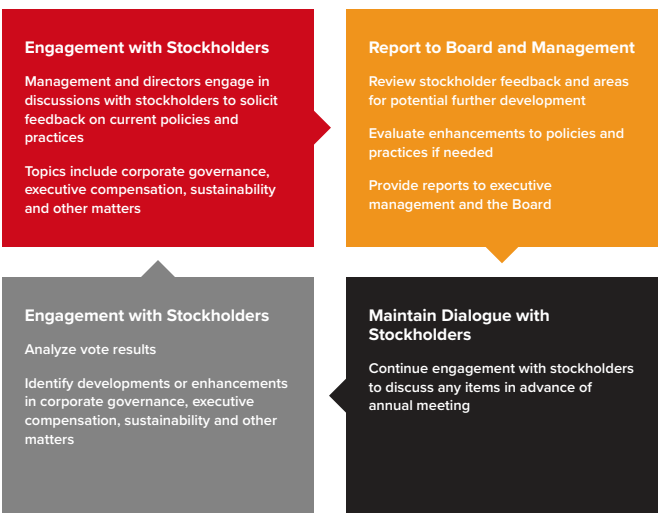 Engagement with Stockholders
Management and directors engage in
discussions with stockholders to solicit
feedback on current policies and
practices
Topics include corporate governance,
executive compensation, sustainability
and other matters
Report to Board and Management
Review stockholder feedback and areas
for potential further development
Evaluate enhancements to policies and
practices if needed
Provide reports to executive
management and the Board
Engagement with Stockholders
Analyze vote results
Identify developments or enhancements
in corporate governance, executive
compensation, sustainability and other
matters
Maintain Dialogue with
Stockholders
Continue engagement with stockholders
to discuss any items in advance of
annual meeting